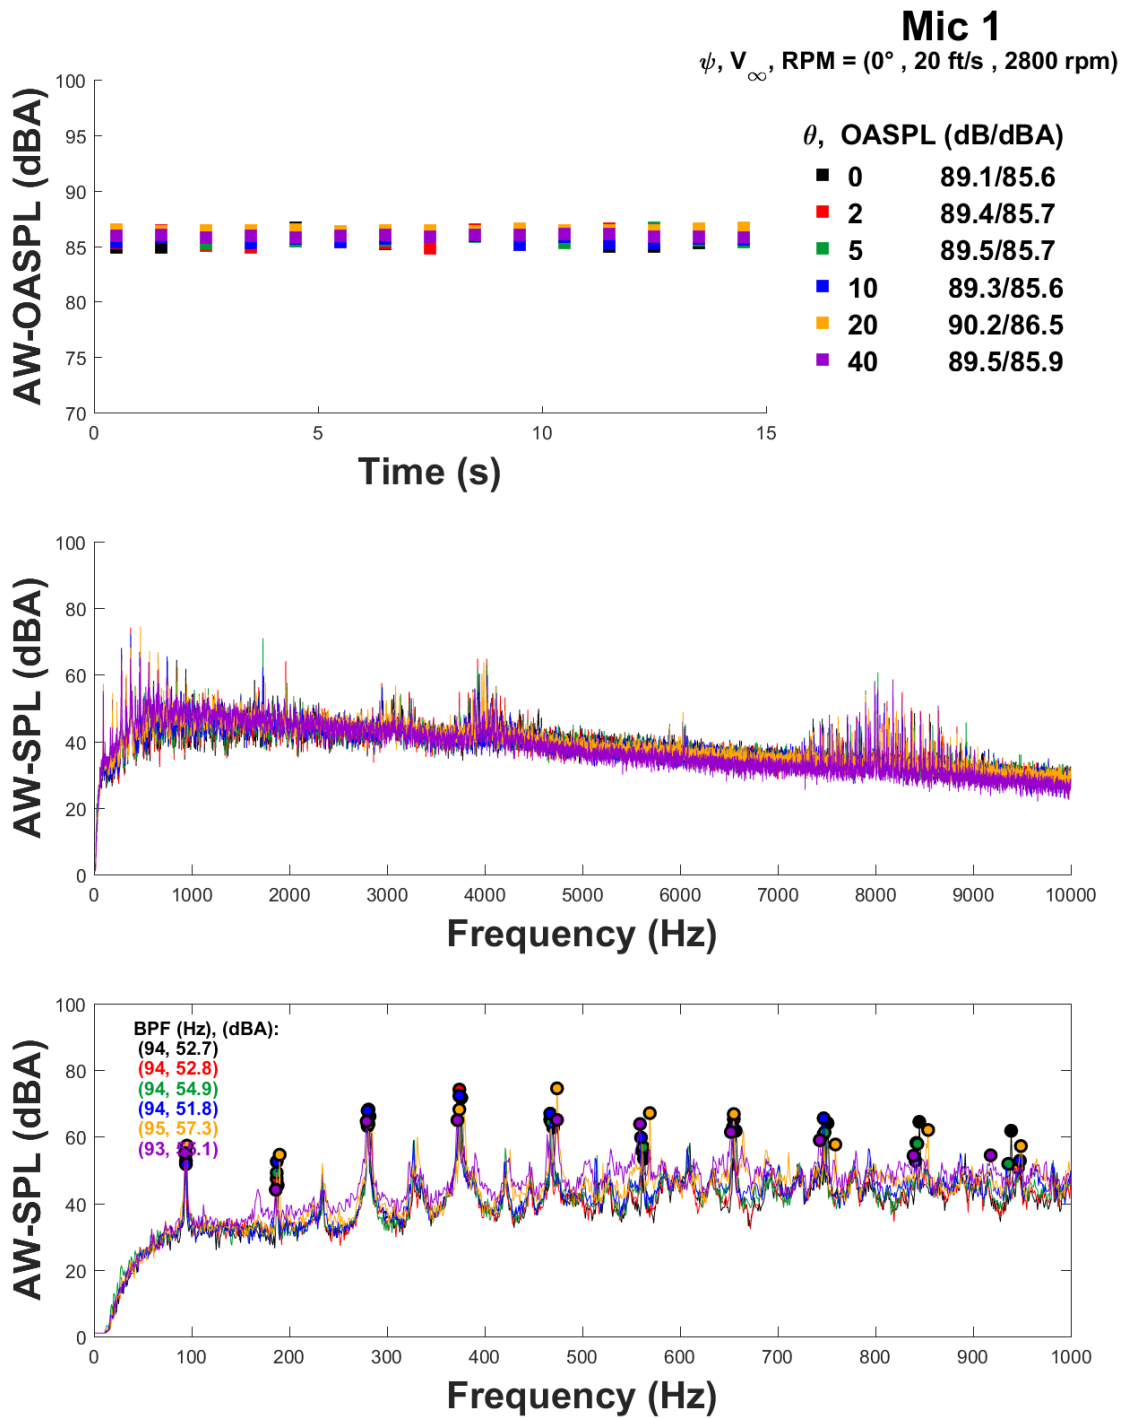 Mic 1
ψ, V∞, RPM = (0° , 20 ft/s , 2800 rpm)
θ, OASPL (dB/dBA)
0 89.1/85.6
2 89.4/85.7
5 89.5/85.7
10 89.3/85.6
20 90.2/86.5
40 89.5/85.9
AW-OASPL (dBA)
100
95
90
85
80
75
70
0 5 10 15
Time (s)
AW-SPL (dBA)
100
80
60
40
20
0
0 1000 2000 3000 4000 5000 6000 7000 8000 9000 10000
Frequency (Hz)
AW-SPL (dBA)
100
80
60
40
20
0
BPF (Hz), (dBA):
(94, 52.7)
(94, 52.8)
(94, 54.9)
(94, 51.8)
(95, 57.3)
(93, 5 .1)
0 100 200 300 400 500 600 700 800 900 1000
Frequency (Hz)